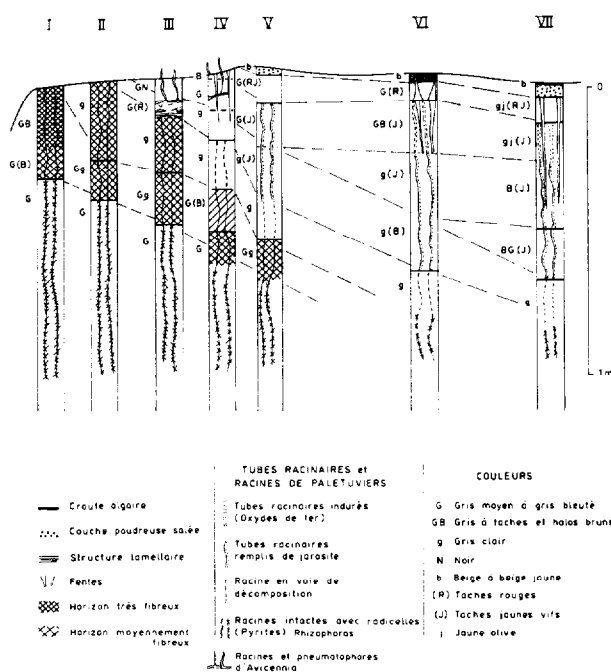 I II III IV V VI VII
GB
G(B)
G
g
Gg
G
GN
G(R)
g
Gg
G
B
G
g
g
G(B)
G
b
G(RJ)
G(J)
g(J)
g
Gg
b
G(R)
GB(J)
g(J)
g(B)
g
b
gj(RJ)
gj(J)
B(J)
BG(J)
g
0
1m
Croute algaire
Couche poudreuse salée
Structure lamellaire
Fentes
Horizon très fibreux
Horizon moyennement
fibreux
TUBES RACINAIRES et
RACINES DE PALETUVIERS
Tubes racinaires indurés
(Oxydes de fer)
Tubes racinaires
remplis de jarosite
Racine en voie de
décomposition
Racines intactes avec radicelles
(Pyrites) Rhizophoras
Racines et pneumatophores
d'Avicennia
COULEURS
G Gris moyen à gris bleuté
GB Gris à taches et halos bruns
g Gris clair
N Noir
b Beige à beige jaune
(R) Taches rouges
(J) Taches jaunes vifs
j Jaune olive